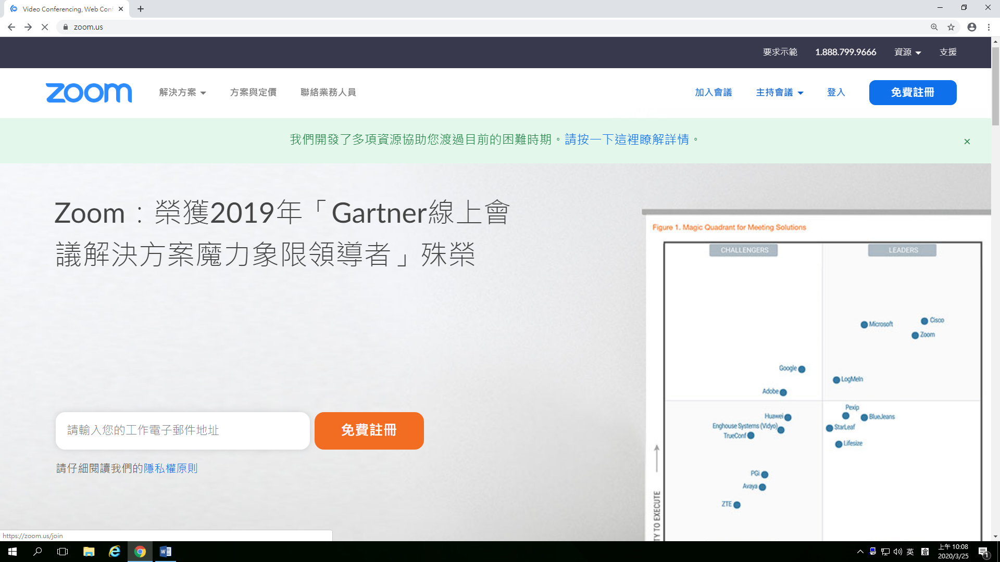 Video Conferencing, Web Conf
zoom.us
要求示範 1.888.799.9666 資源 支援
zoom 解決方案 方案與定價 聯絡業務人員 加入會議 主持會議 登入 免費註冊
我們開發了多項資源協助您渡過目前的困難時期。請按一下這裡瞭解詳情。
Zoom：榮獲2019年「Gartner線上會
議解決方案魔力象限領導者」殊榮
請輸入您的工作電子郵件地址 免費註冊
請仔細閱讀我們的隱私權原則
Figure 1. Magic Quadrant for Meeting Solutions
CHALLENGERS LEADERS
Cisco
Microsoft
Zoom
Google
LogMeIn
Adobe
Pexip
Huawei BlueJeans
Enghouse Systems (Vidyo) StarLeaf
TrueConf
Lifesize
PGi
Avaya
ZTE
TY TO EXECUTE
https://zoom.us/join
英 倉 上午 10:08
2020/3/25
1